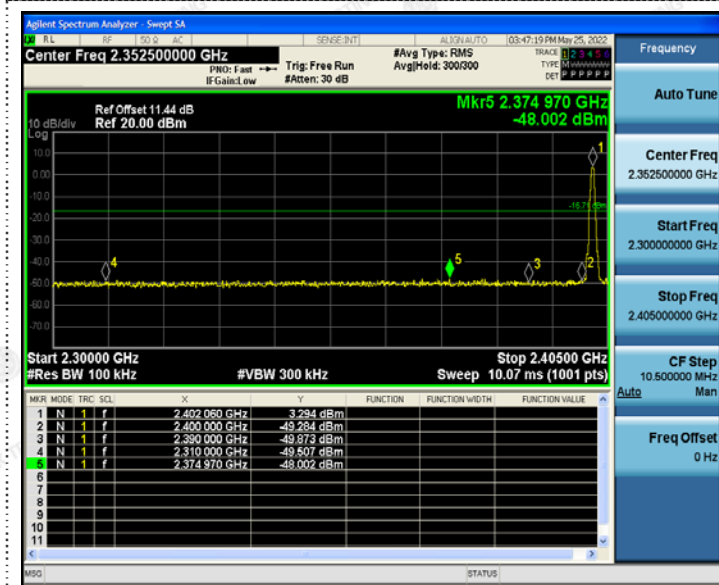 Agilent Spectrum Analyzer - Swept SA
RL RF 50 Ω AC SENSE:INT ALIGN AUTO 03:47:19 PM May 25, 2022
Center Freq 2.352500000 GHz
PNO: Fast
IFGain:Low
Trig: Free Run
#Atten: 30 dB
#Avg Type: RMS
Avg|Hold: 300/300
TRACE 1 2 3 4 5 6
TYPE M WWWWW
DET P P P P P P
Ref Offset 11.44 dB
10 dB/div Ref 20.00 dBm
Log
Mkr5 2.374 970 GHz
-48.002 dBm
10.0
0.00
-10.0
-20.0
-30.0
-40.0
-50.0
-60.0
-70.0
1
-16.71 dBm
4
5
3
2
Start 2.30000 GHz Stop 2.40500 GHz
#Res BW 100 kHz #VBW 300 kHz Sweep 10.07 ms (1001 pts)
MKR MODE TRC SCL X Y FUNCTION FUNCTION WIDTH FUNCTION VALUE
1 N 1 f 2.402 060 GHz 3.294 dBm
2 N 1 f 2.400 000 GHz -49.284 dBm
3 N 1 f 2.390 000 GHz -49.873 dBm
4 N 1 f 2.310 000 GHz -49.507 dBm
5 N 1 f 2.374 970 GHz -48.002 dBm
6
7
8
9
10
11
MSG STATUS
Frequency
Auto Tune
Center Freq
2.352500000 GHz
Start Freq
2.300000000 GHz
Stop Freq
2.405000000 GHz
CF Step
10.500000 MHz
Auto Man
Freq Offset
0 Hz